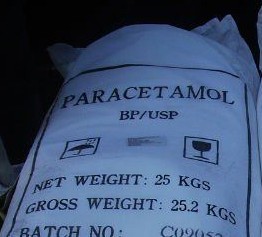 PARACETAMOL
BP/USP
NET WEIGHT: 25 KGS
GROSS WEIGHT: 25.2 KGS
BATCH NO: